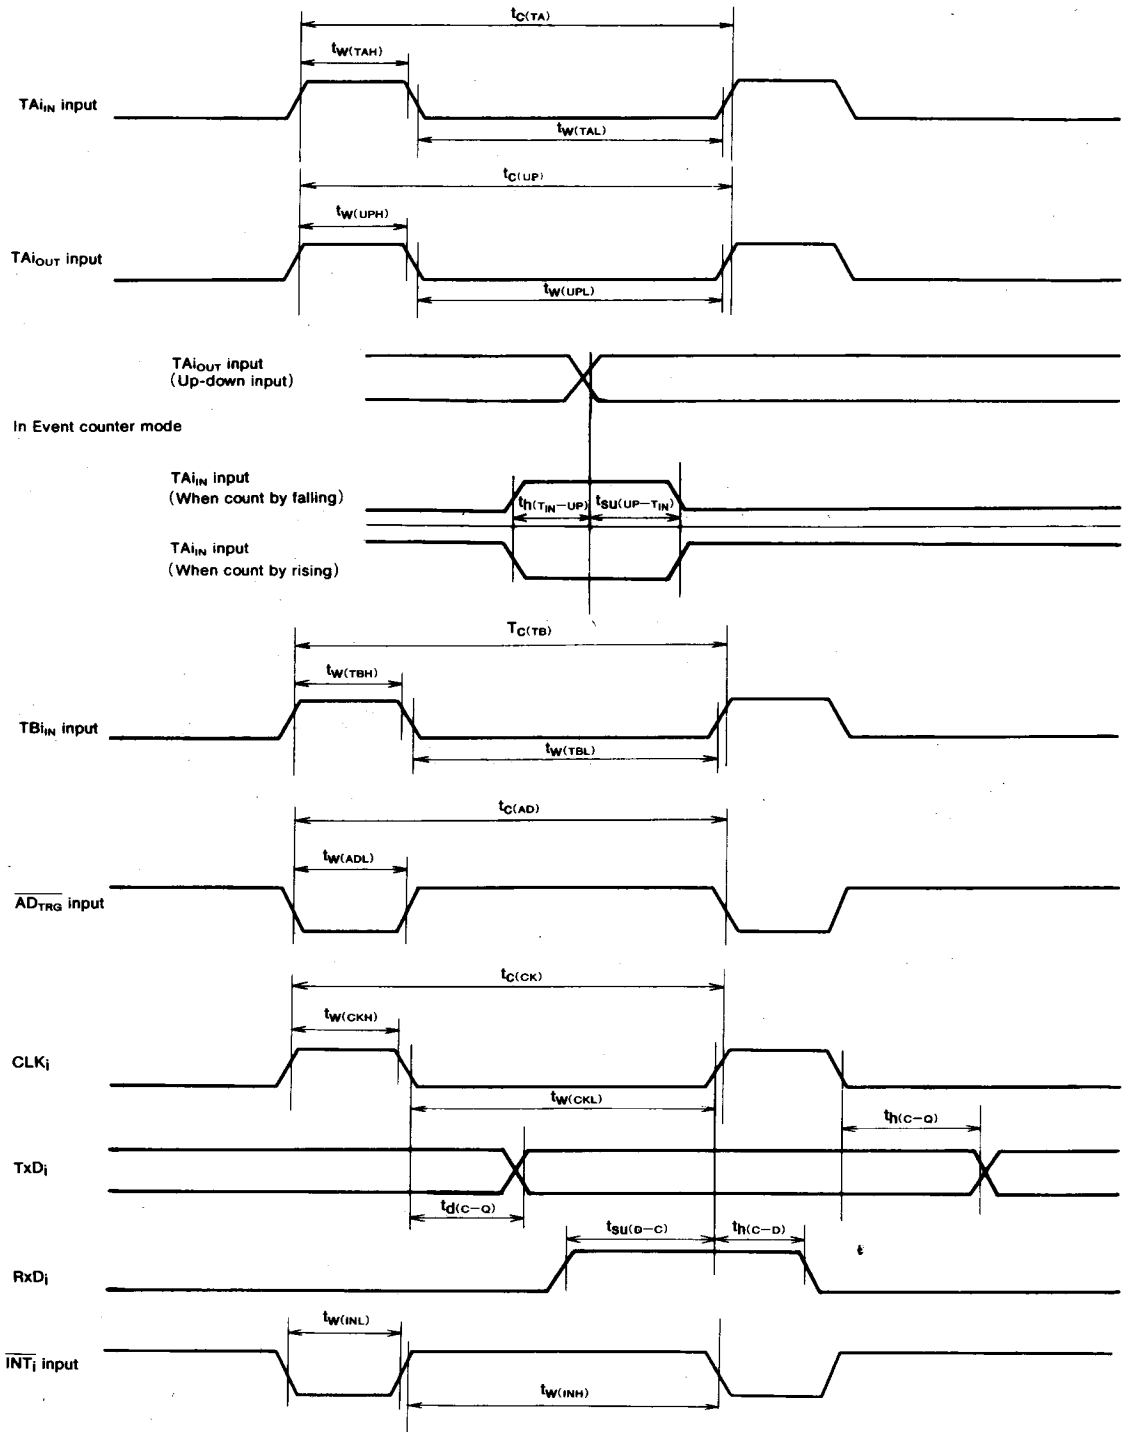 tC(TA)
tW(TAH)
TAiIN input
tW(TAL)
tC(UP)
tW(UPH)
TAiOUT input
tW(UPL)
TAiOUT input
(Up-down input)
In Event counter mode
TAiIN input
(When count by falling)
th(TIN−UP) tsu(UP−TIN)
TAiIN input
(When count by rising)
TC(TB)
tW(TBH)
TBiIN input
tW(TBL)
tC(AD)
tW(ADL)
ADTRG input
tC(CK)
tW(CKH)
CLKi
tW(CKL)
th(C−Q)
TxDi
td(C−Q)
tsu(D−C) th(C−D)
RxDi
tW(INL)
INTi input
tW(INH)